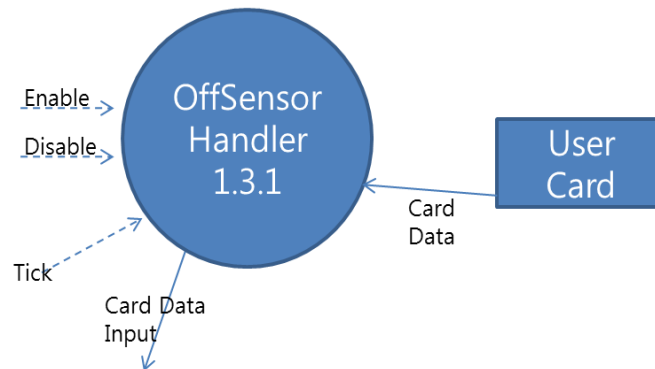 Enable
Disable
Tick
OffSensor
Handler
1.3.1
Card Data
Input
Card
Data
User
Card